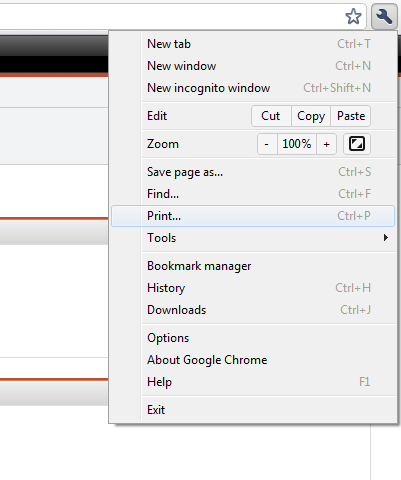 New tab Ctrl+T
New window Ctrl+N
New incognito window Ctrl+Shift+N
Edit Cut Copy Paste
Zoom - 100% +
Save page as... Ctrl+S
Find... Ctrl+F
Print... Ctrl+P
Tools
Bookmark manager
History Ctrl+H
Downloads Ctrl+J
Options
About Google Chrome
Help F1
Exit